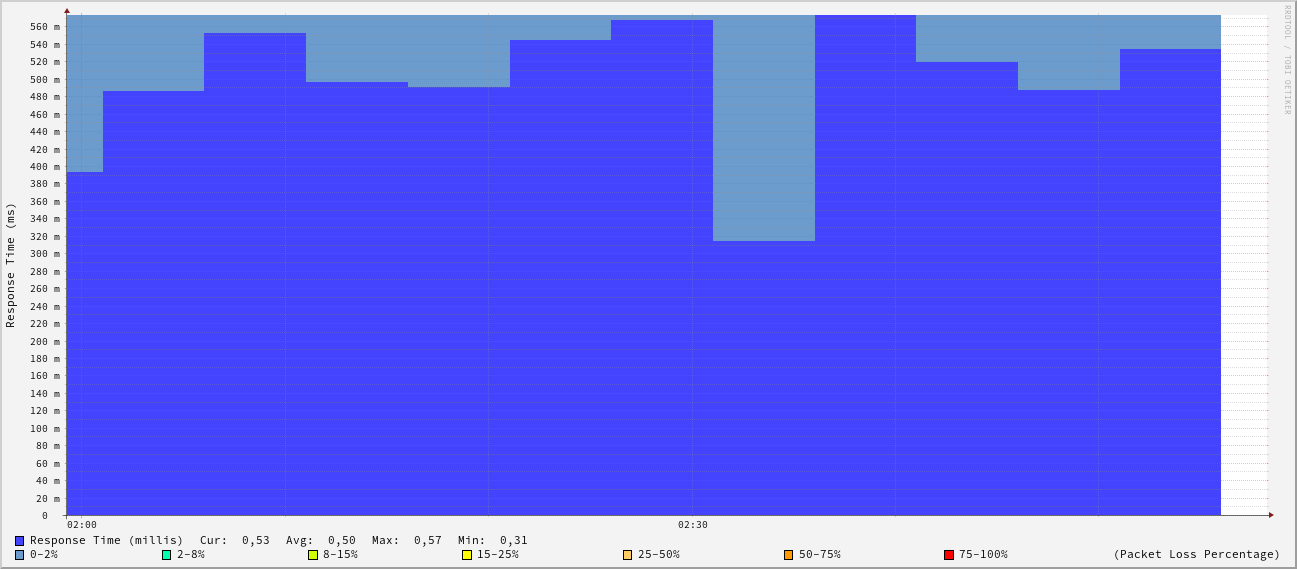 RRDTOOL / TOBI OETIKER
Response Time (ms)
560 m
540 m
520 m
500 m
480 m
460 m
440 m
420 m
400 m
380 m
360 m
340 m
320 m
300 m
280 m
260 m
240 m
220 m
200 m
180 m
160 m
140 m
120 m
100 m
80 m
60 m
40 m
20 m
0
02:00 02:30
Response Time (millis) Cur: 0,53 Avg: 0,50 Max: 0,57 Min: 0,31
0-2% 2-8% 8-15% 15-25% 25-50% 50-75% 75-100% (Packet Loss Percentage)